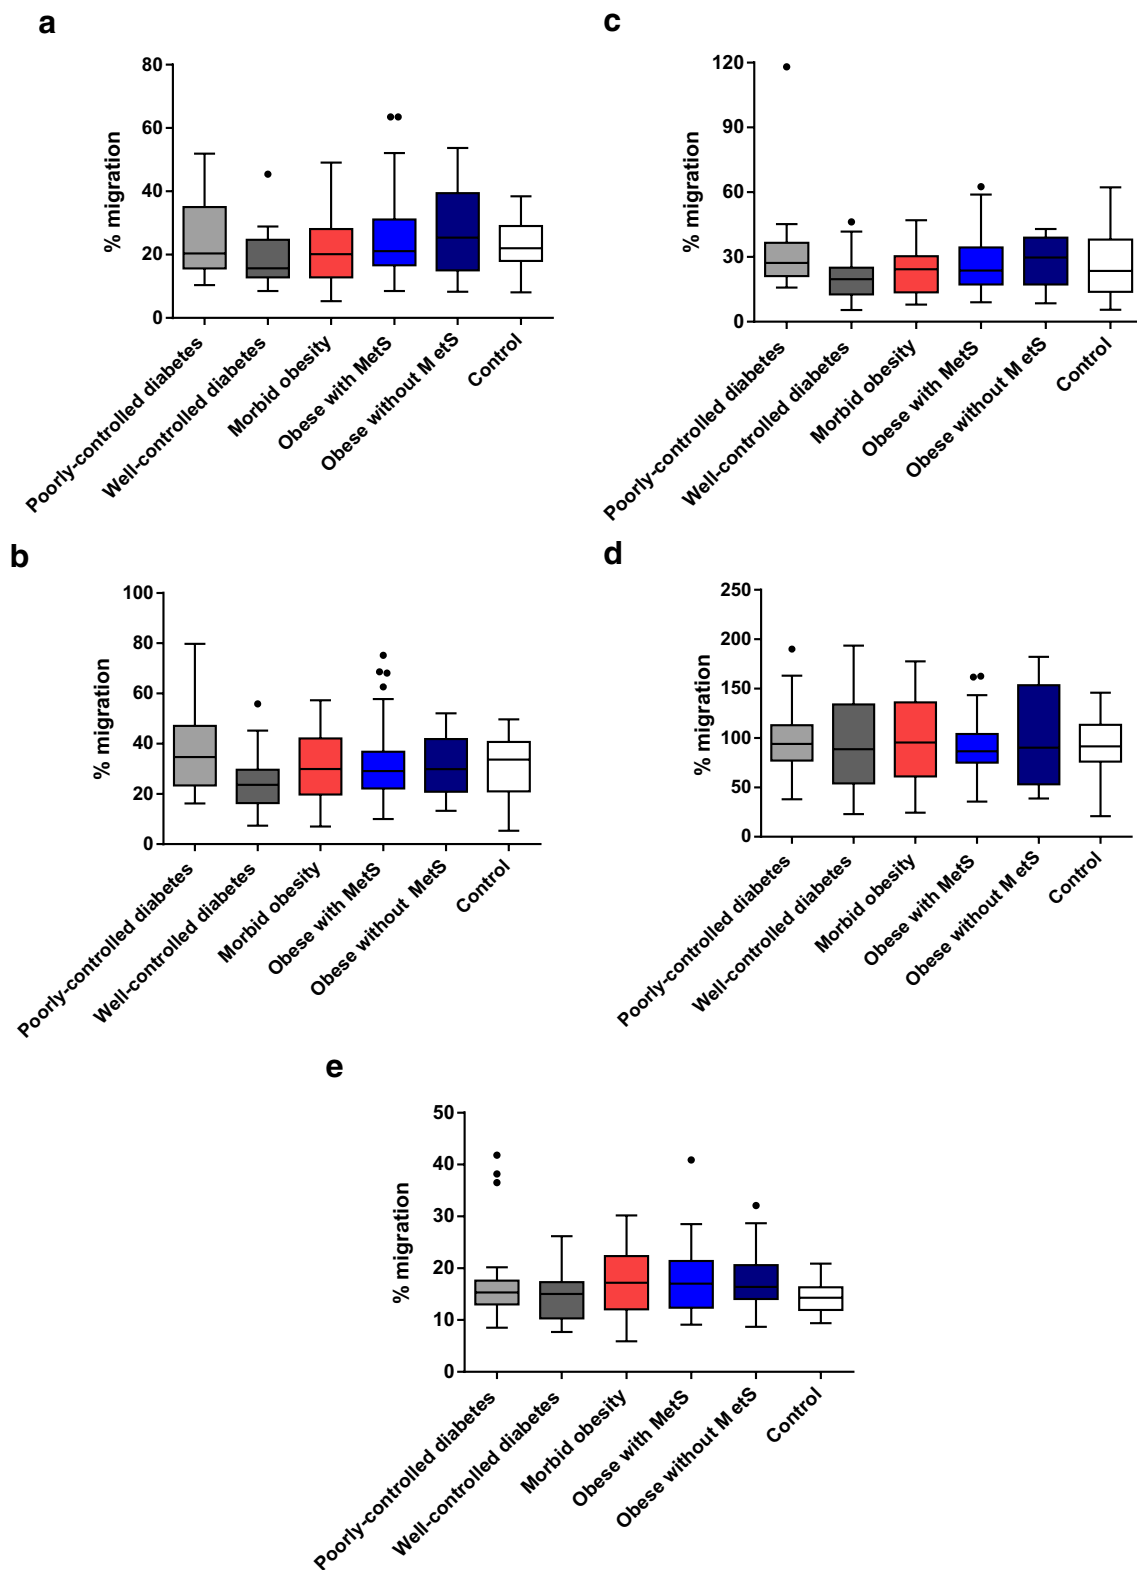 a
80
60
40
20
0
% migration
Poorly-controlled diabetes
Well-controlled diabetes
Morbid obesity
Obese with MetS
Obese without M etS
Control
c
120
90
60
30
0
% migration
Poorly-controlled diabetes
Well-controlled diabetes
Morbid obesity
Obese with MetS
Obese without M etS
Control
b
100
80
60
40
20
0
% migration
Poorly-controlled diabetes
Well-controlled diabetes
Morbid obesity
Obese with MetS
Obese without MetS
Control
d
250
200
150
100
50
0
% migration
Poorly-controlled diabetes
Well-controlled diabetes
Morbid obesity
Obese with MetS
Obese without M etS
Control
e
50
40
30
20
10
0
% migration
Poorly-controlled diabetes
Well-controlled diabetes
Morbid obesity
Obese with MetS
Obese without M etS
Control